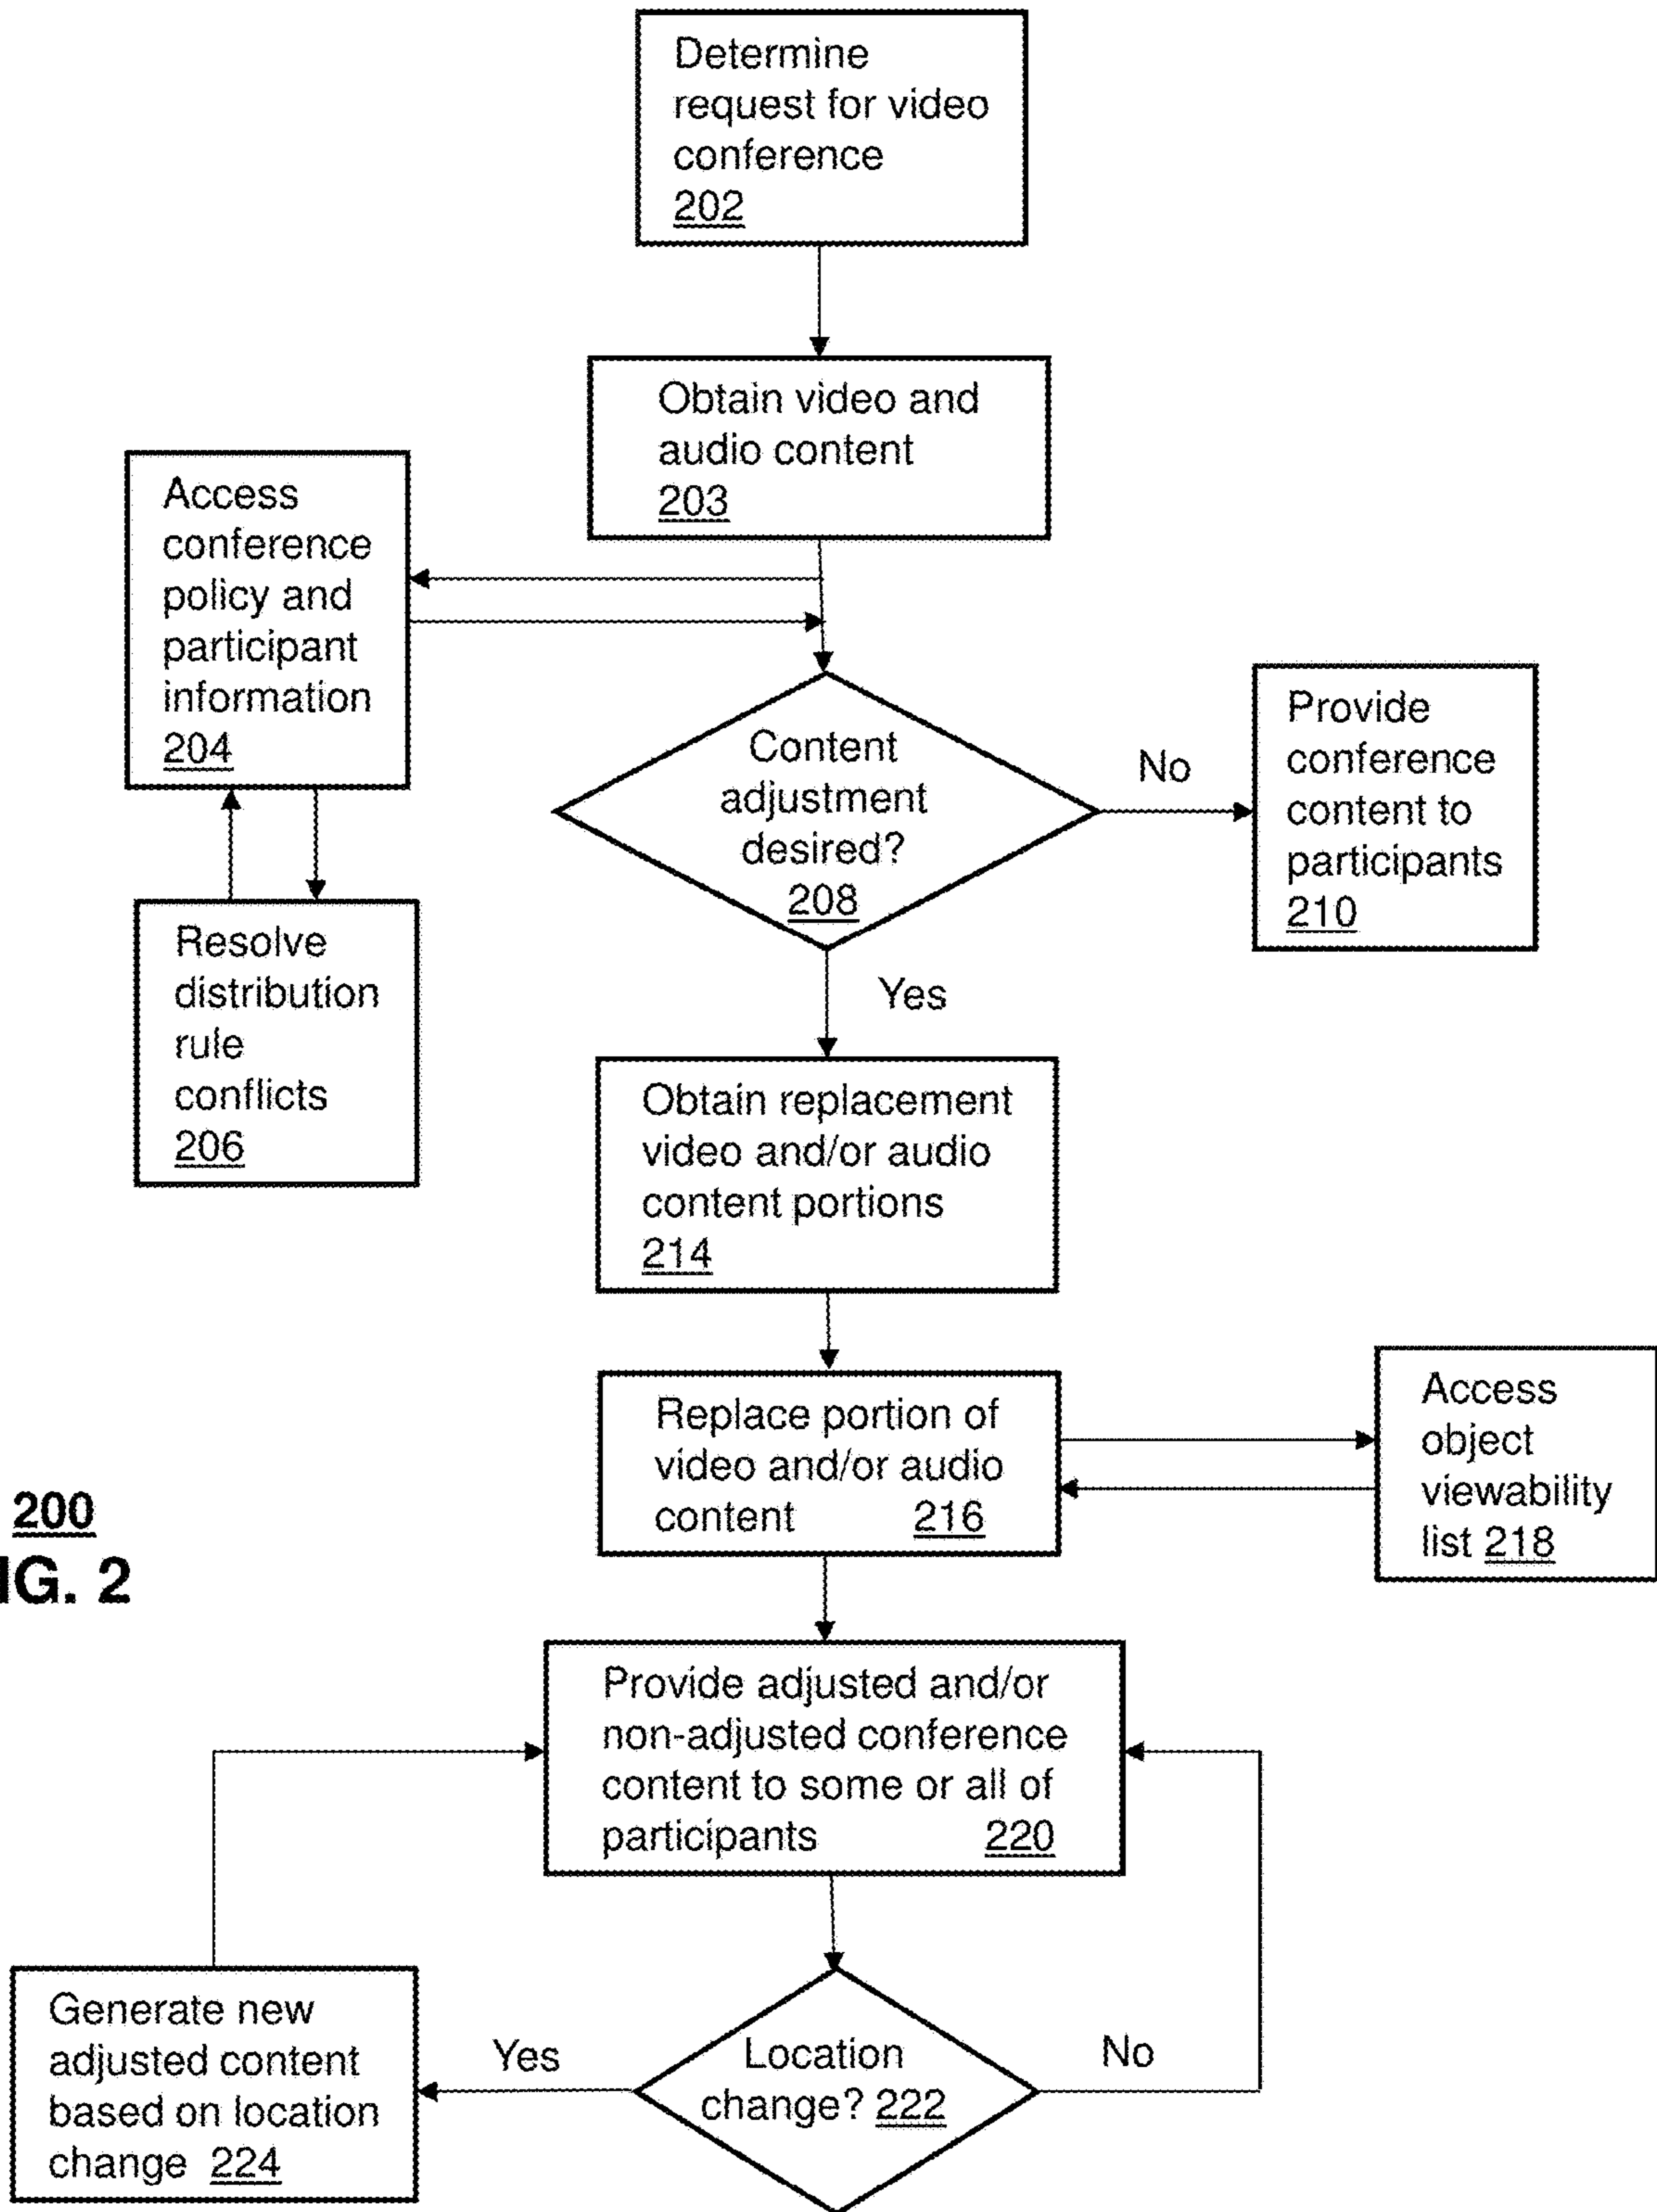 Determine
request for video
conference
202
Obtain video and
audio content
203
Access
conference
policy and
participant
information
204
Resolve
distribution
rule
conflicts
206
Content
adjustment
desired?
208
No
Provide
conference
content to
participants
210
Yes
Obtain replacement
video and/or audio
content portions
214
Replace portion of
video and/or audio
content 216
Access
object
viewability
list 218
200
IG. 2
Provide adjusted and/or
non-adjusted conference
content to some or all of
participants 220
Location
change? 222
Yes
No
Generate new
adjusted content
based on location
change 224